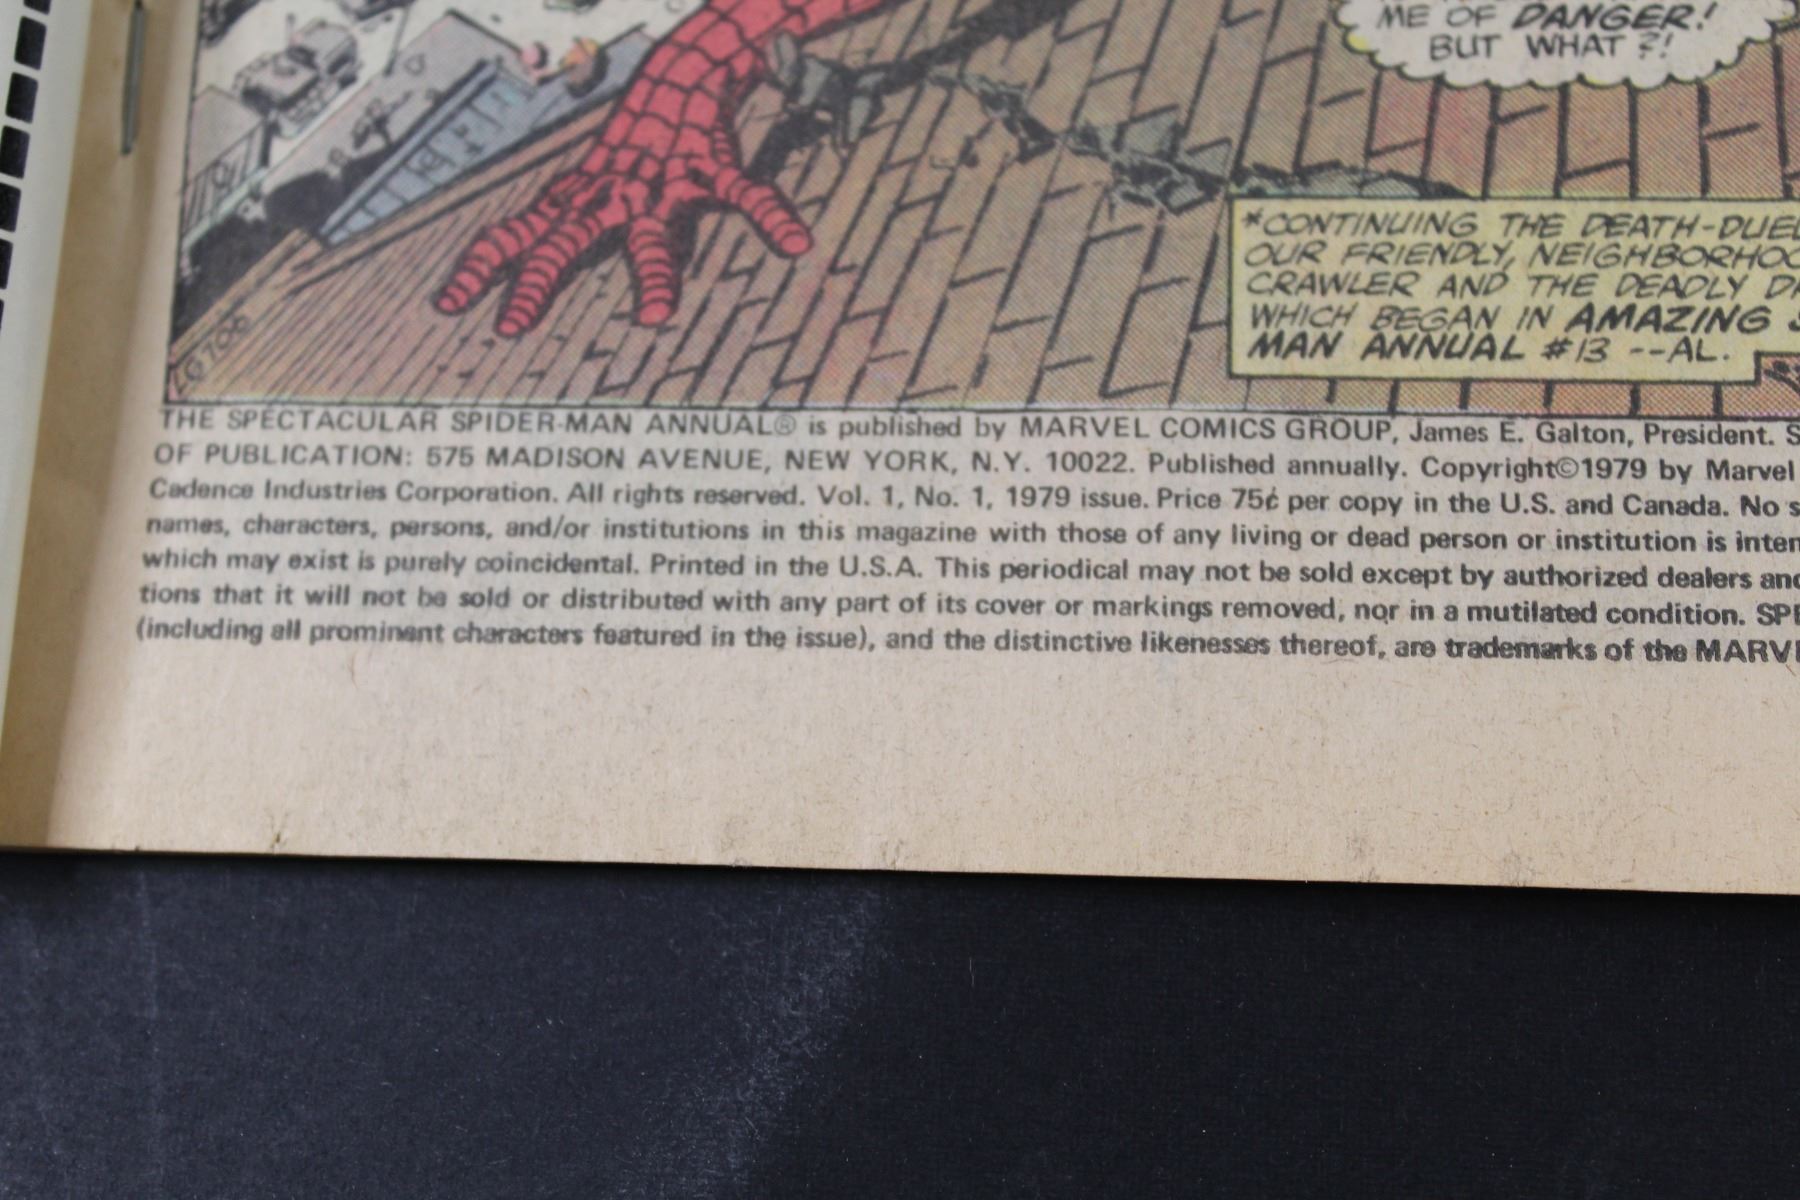 ME OF DANGER!
BUT WHAT?!
*CONTINUING THE DEATH-DUEL
OUR FRIENDLY, NEIGHBORHOO
CRAWLER AND THE DEADLY D
WHICH BEGAN IN AMAZING S
MAN ANNUAL #13 --AL.
THE SPECTACULAR SPIDER-MAN ANNUAL® is published by MARVEL COMICS GROUP, James E. Galton, President. S
OF PUBLICATION: 575 MADISON AVENUE, NEW YORK, N.Y. 10022. Published annually. Copyright©1979 by Marvel
Cadence Industries Corporation. All rights reserved. Vol. 1, No. 1, 1979 issue. Price 75¢ per copy in the U.S. and Canada. No s
names, characters, persons, and/or institutions in this magazine with those of any living or dead person or institution is inten
which may exist is purely coincidental. Printed in the U.S.A. This periodical may not be sold except by authorized dealers and
tions that it will not be sold or distributed with any part of its cover or markings removed, nor in a mutilated condition. SPE
(including all prominent characters featured in the issue), and the distinctive likenesses thereof, are trademarks of the MARVE